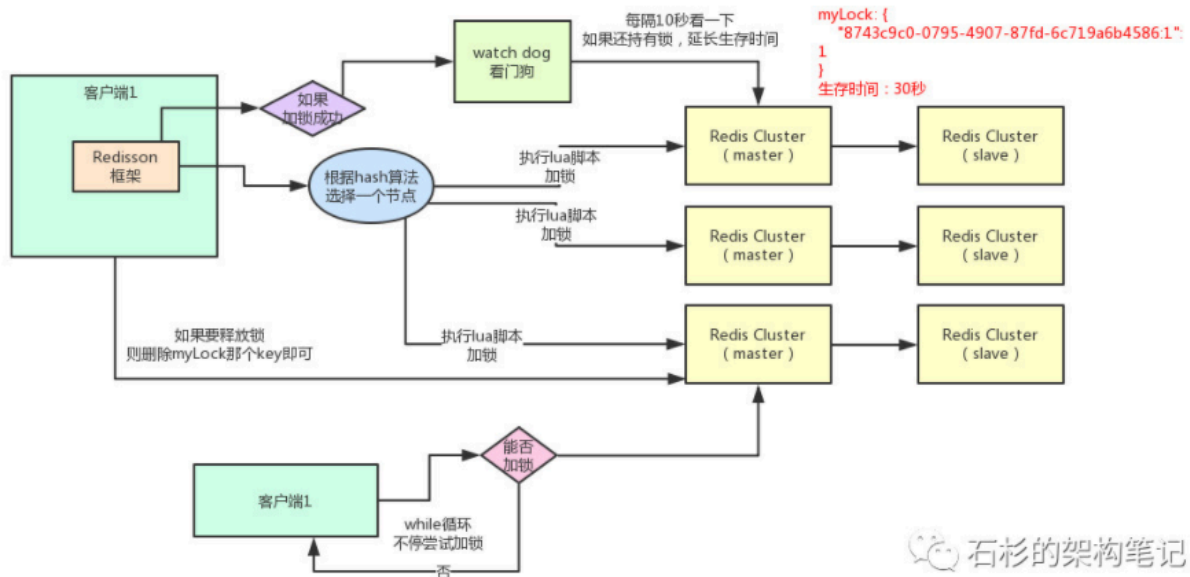 每隔10秒看一下
如果还持有锁，延长生存时间
myLock: {
"8743c9c0-0795-4907-87fd-6c719a6b4586:1":
1
}
生存时间：30秒
watch dog
看门狗
客户端1
如果
加锁成功
Redisson
框架
根据hash算法
选择一个节点
执行lua脚本
加锁
Redis Cluster
( master )
Redis Cluster
( slave )
执行lua脚本
加锁
Redis Cluster
( master )
Redis Cluster
( slave )
如果要释放锁
则删除myLock那个key即可
执行lua脚本
加锁
Redis Cluster
( master )
Redis Cluster
( slave )
能否
加锁
客户端1
while循环
不停尝试加锁
否
石杉的架构笔记